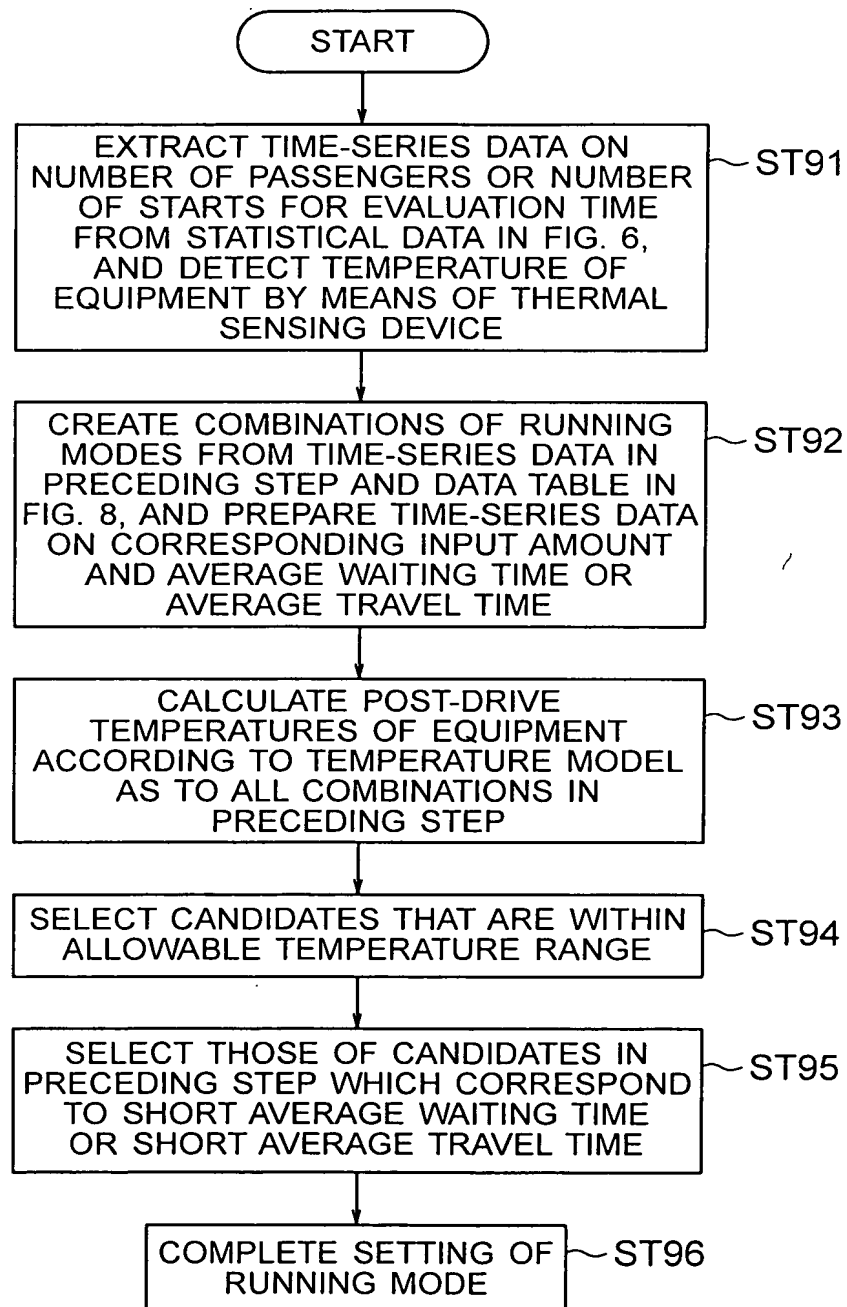 START
EXTRACT TIME-SERIES DATA ON
NUMBER OF PASSENGERS OR NUMBER
OF STARTS FOR EVALUATION TIME
FROM STATISTICAL DATA IN FIG. 6,
AND DETECT TEMPERATURE OF
EQUIPMENT BY MEANS OF THERMAL
SENSING DEVICE
ST91
CREATE COMBINATIONS OF RUNNING
MODES FROM TIME-SERIES DATA IN
PRECEDING STEP AND DATA TABLE IN
FIG. 8, AND PREPARE TIME-SERIES DATA
ON CORRESPONDING INPUT AMOUNT
AND AVERAGE WAITING TIME OR
AVERAGE TRAVEL TIME
ST92
CALCULATE POST-DRIVE
TEMPERATURES OF EQUIPMENT
ACCORDING TO TEMPERATURE MODEL
AS TO ALL COMBINATIONS IN
PRECEDING STEP
ST93
SELECT CANDIDATES THAT ARE WITHIN
ALLOWABLE TEMPERATURE RANGE
ST94
SELECT THOSE OF CANDIDATES IN
PRECEDING STEP WHICH CORRESPOND
TO SHORT AVERAGE WAITING TIME
OR SHORT AVERAGE TRAVEL TIME
ST95
COMPLETE SETTING OF
RUNNING MODE
ST96